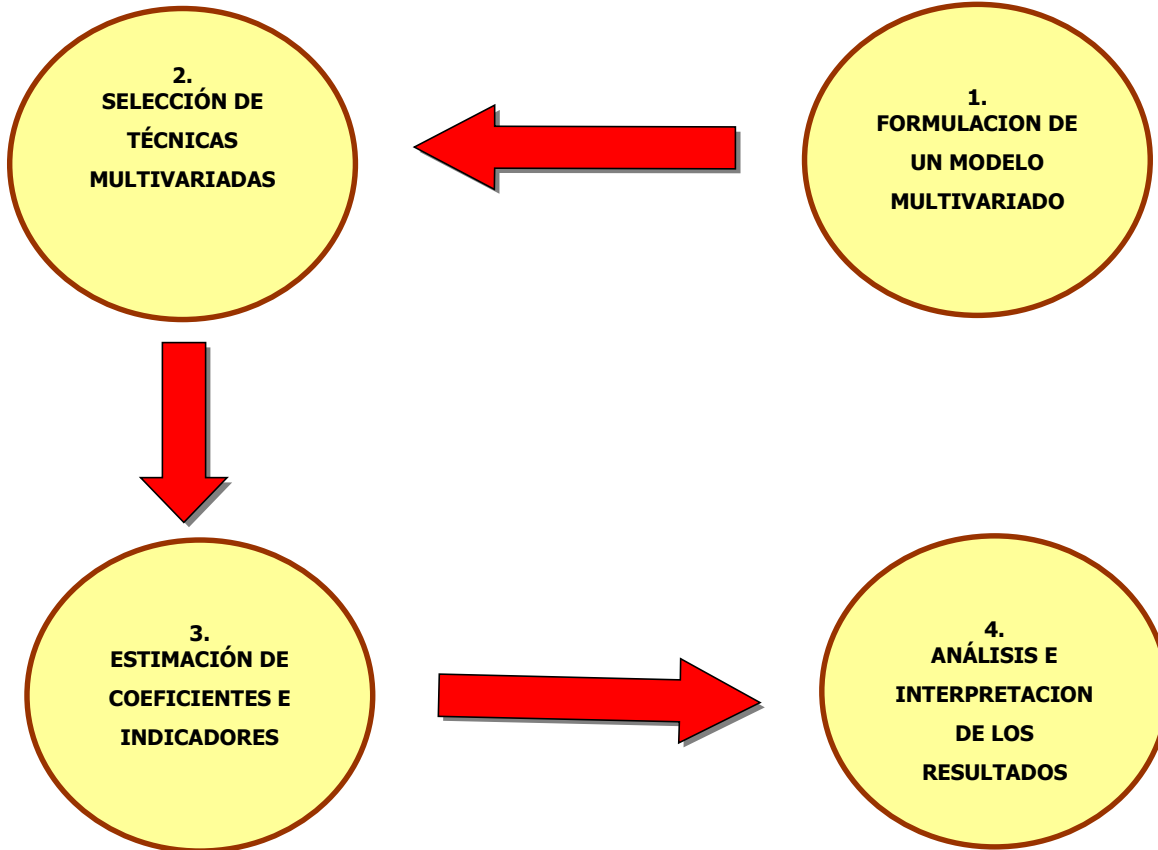 1.
FORMULACION DE
UN MODELO
MULTIVARIADO
2.
SELECCIÓN DE
TÉCNICAS
MULTIVARIADAS
3.
ESTIMACIÓN DE
COEFICIENTES E
INDICADORES
4.
ANÁLISIS E
INTERPRETACION
DE LOS
RESULTADOS